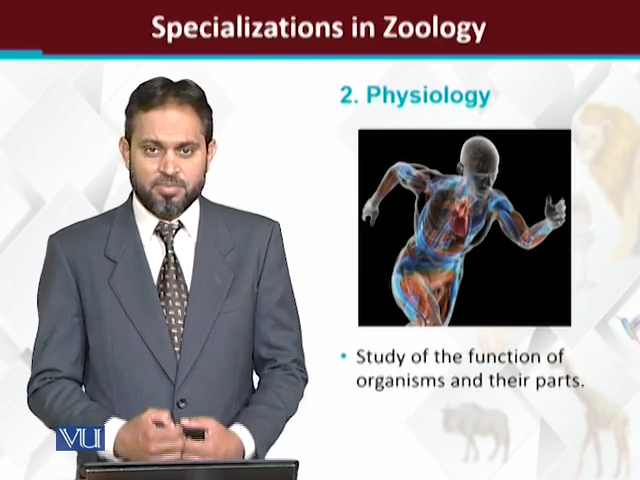 Specializations in Zoology
2. Physiology
• Study of the function of
organisms and their parts.
VU